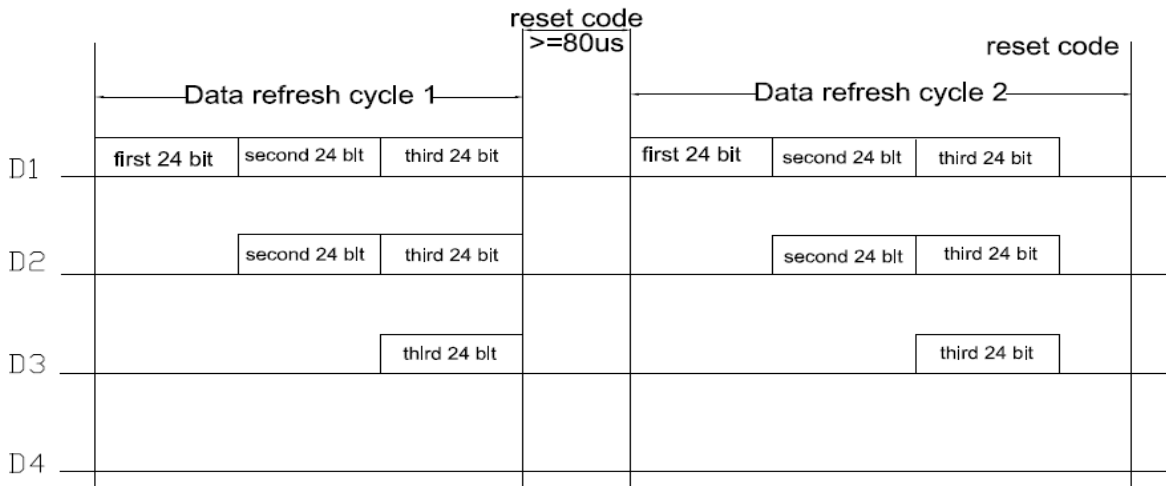 reset code
>=80us
reset code
Data refresh cycle 1
Data refresh cycle 2
D1 first 24 bit second 24 blt third 24 bit first 24 bit second 24 blt third 24 bit
D2 second 24 blt third 24 bit second 24 blt third 24 bit
D3 thlrd 24 blt third 24 bit
D4